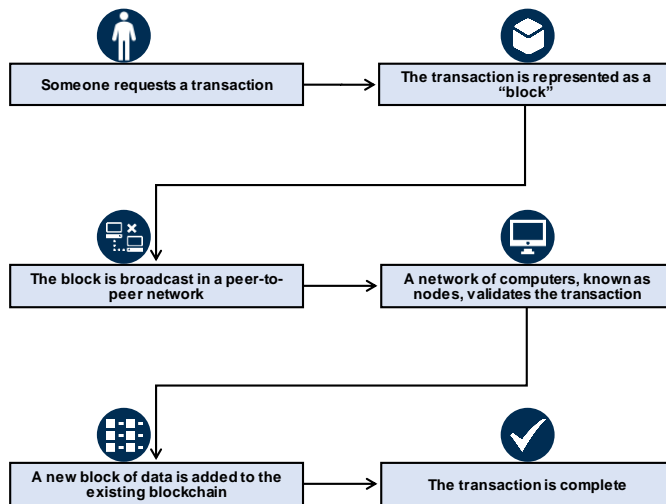 Someone requests a transaction
The transaction is represented as a
“block”
The block is broadcast in a peer-to-
peer network
A network of computers, known as
nodes, validates the transaction
A new block of data is added to the
existing blockchain
The transaction is complete